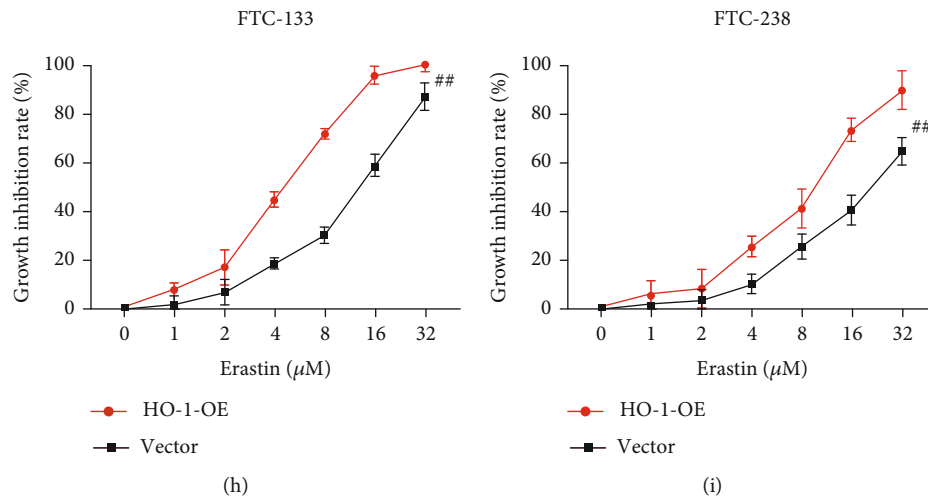 FTC-133
Growth inhibition rate (%)
100
80
60
40
20
0
##
0 1 2 4 8 16 32
Erastin (μM)
HO-1-OE
Vector
(h)
FTC-238
Growth inhibition rate (%)
100
80
60
40
20
0
##
0 1 2 4 8 16 32
Erastin (μM)
HO-1-OE
Vector
(i)